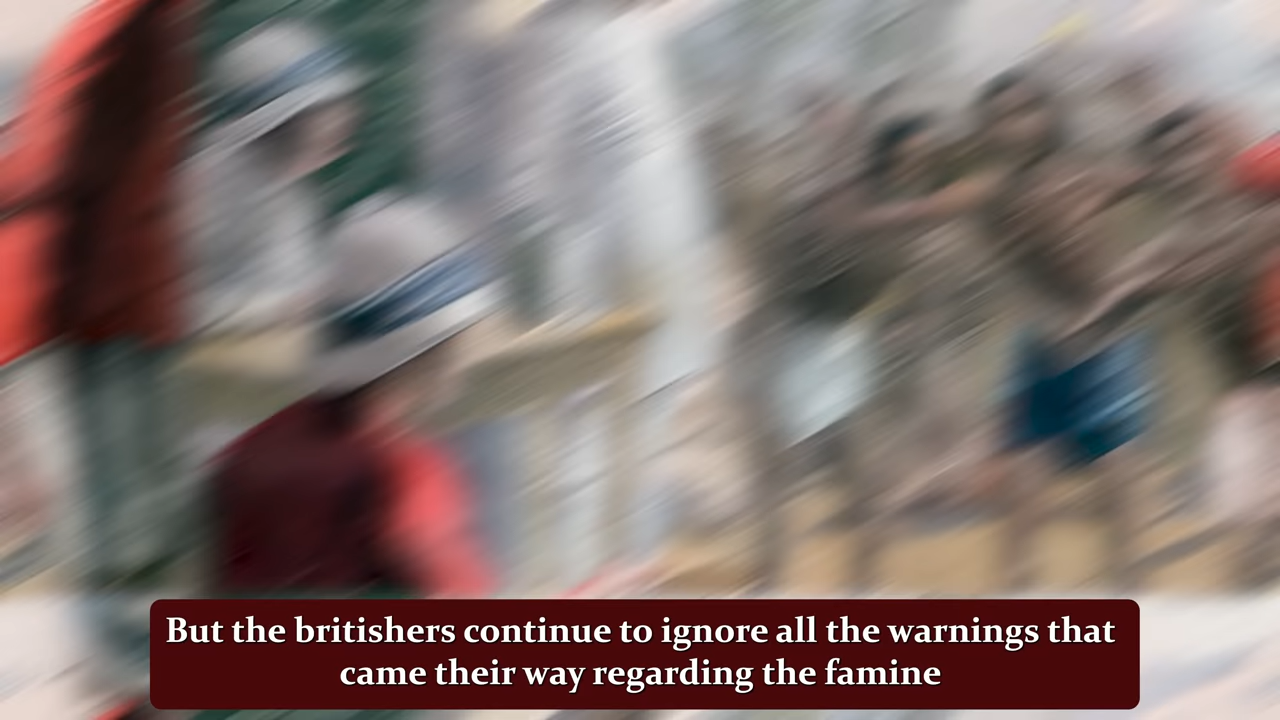 But the britishers continue to ignore all the warnings that
came their way regarding the famine